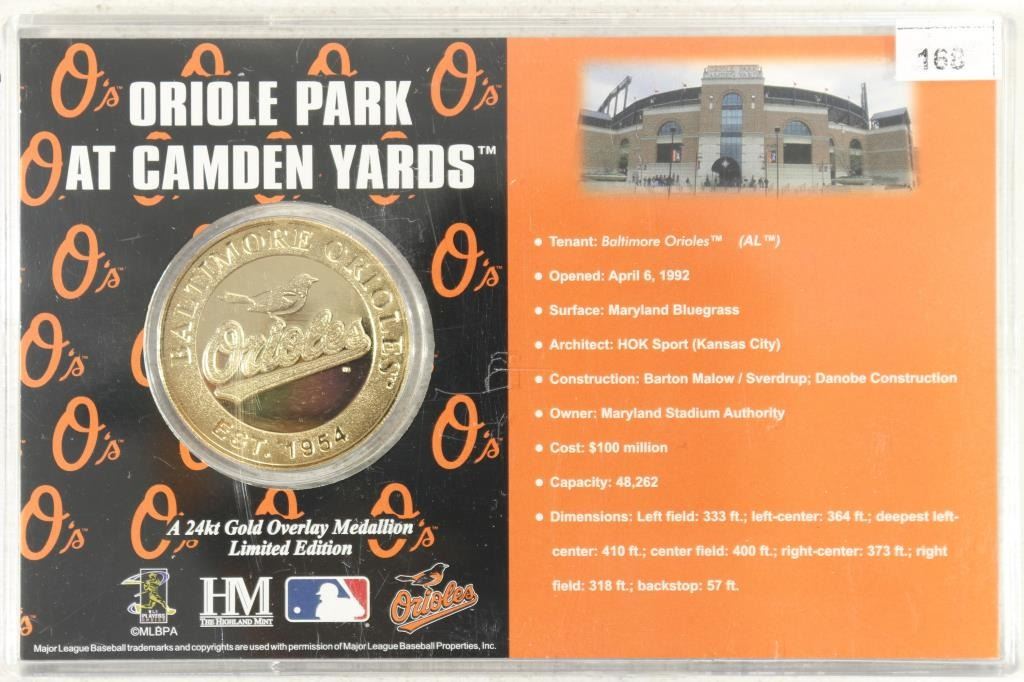 168
ORIOLE PARK
AT CAMDEN YARDS™
BALTIMORE ORIOLES
Orioles
EST. 1954
A 24kt Gold Overlay Medallion
Limited Edition
©MLBPA
HM
THE HIGHLAND MINT
Orioles
Major League Baseball trademarks and copyrights are used with permission of Major League Baseball Properties, Inc.
• Tenant: Baltimore Orioles™ (AL™)
• Opened: April 6, 1992
• Surface: Maryland Bluegrass
• Architect: HOK Sport (Kansas City)
• Construction: Barton Malow / Sverdrup; Danobe Construction
• Owner: Maryland Stadium Authority
• Cost: $100 million
• Capacity: 48,262
• Dimensions: Left field: 333 ft.; left-center: 364 ft.; deepest left-
center: 410 ft.; center field: 400 ft.; right-center: 373 ft.; right
field: 318 ft.; backstop: 57 ft.